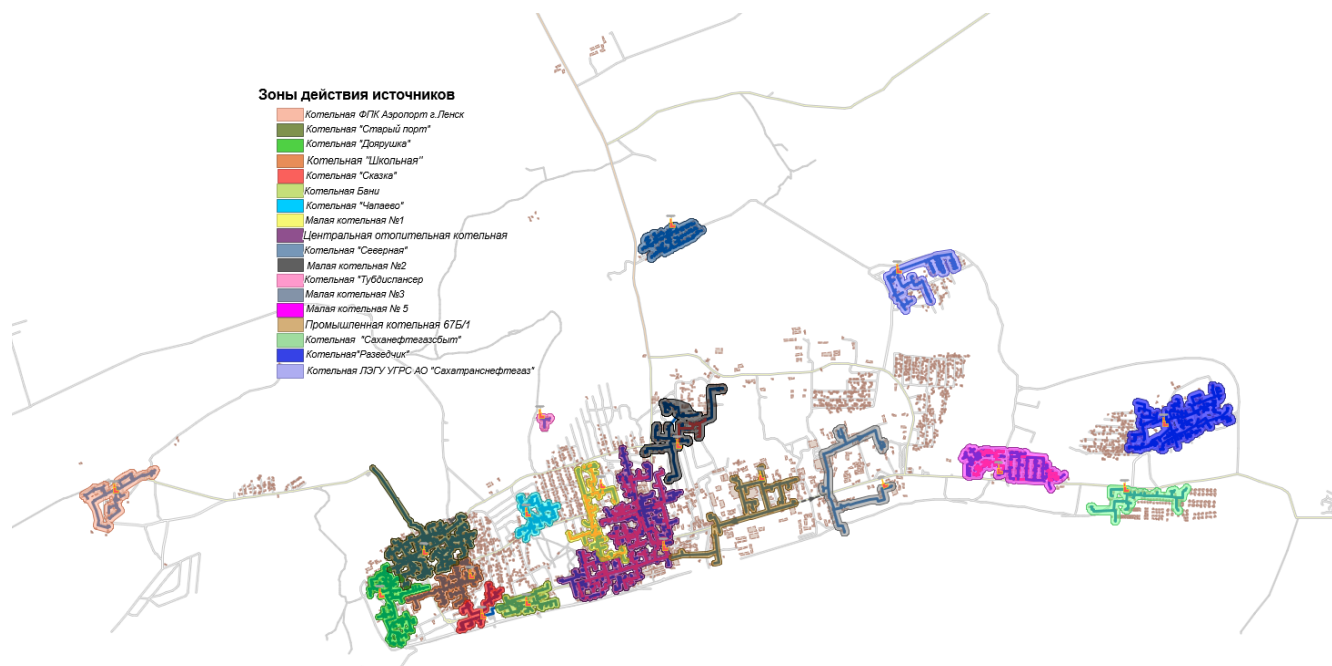 Зоны действия источников
Котельная ФПК Аэропорт г.Ленск
Котельная "Старый порт"
Котельная "Доярушка"
Котельная "Школьная"
Котельная "Сказка"
Котельная Бани
Котельная "Чапаево"
Малая котельная №1
Центральная отопительная котельная
Котельная "Северная"
Малая котельная №2
Котельная "Тубдиспансер
Малая котельная №3
Малая котельная № 5
Промышленная котельная 67Б/1
Котельная "Саханефтегазсбыт"
Котельная"Разведчик"
Котельная ЛЭГУ УГРС АО "Сахатранснефтегаз"